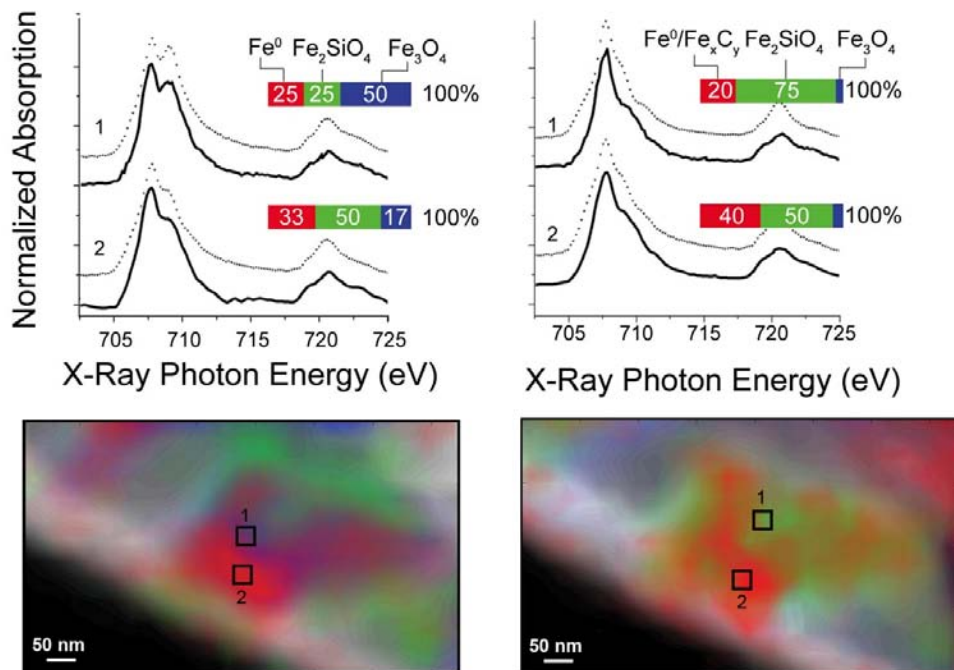 Normalized Absorption
Fe⁰ Fe₂SiO₄ Fe₃O₄
25 25 50 100%
1
33 50 17 100%
2
705 710 715 720 725
X-Ray Photon Energy (eV)
Fe⁰/FeₓCᵧ Fe₂SiO₄ Fe₃O₄
20 75 100%
1
40 50 100%
2
705 710 715 720 725
X-Ray Photon Energy (eV)
1
2
50 nm
1
2
50 nm